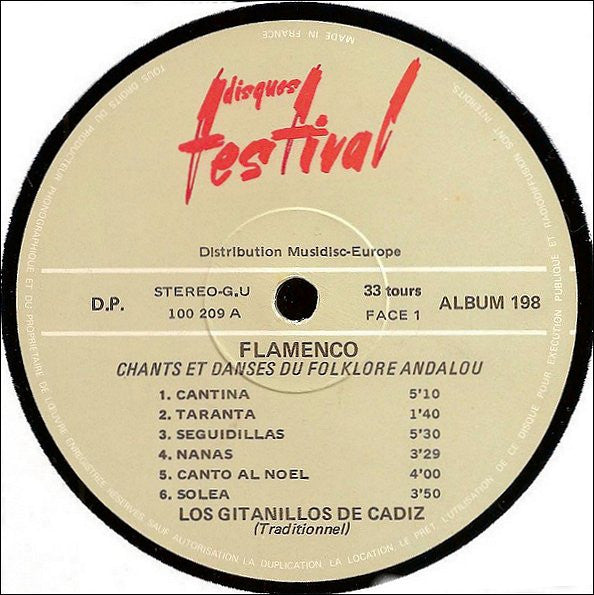 MADE IN FRANCE
disques
festival
Distribution Musidisc-Europe
D.P.
STEREO-G.U
100 209 A
33 tours
FACE 1
ALBUM 198
FLAMENCO
CHANTS ET DANSES DU FOLKLORE ANDALOU
1. CANTINA 5'10
2. TARANTA 1'40
3. SEGUIDILLAS 5'30
4. NANAS 3'29
5. CANTO AL NOEL 4'00
6. SOLEA 3'50
LOS GITANILLOS DE CADIZ
(Traditionnel)
TOUS DROITS DU PRODUCTEUR PHONOGRAPHIQUE ET DU PROPRIETAIRE DE L'ŒUVRE ENREGISTREE RESERVES SAUF AUTORISATION LA DUPLICATION, LA LOCATION, LE PRET, L'UTILISATION DE CE DISQUE POUR EXECUTION PUBLIQUE ET RADIODIFFUSION SONT INTERDITS